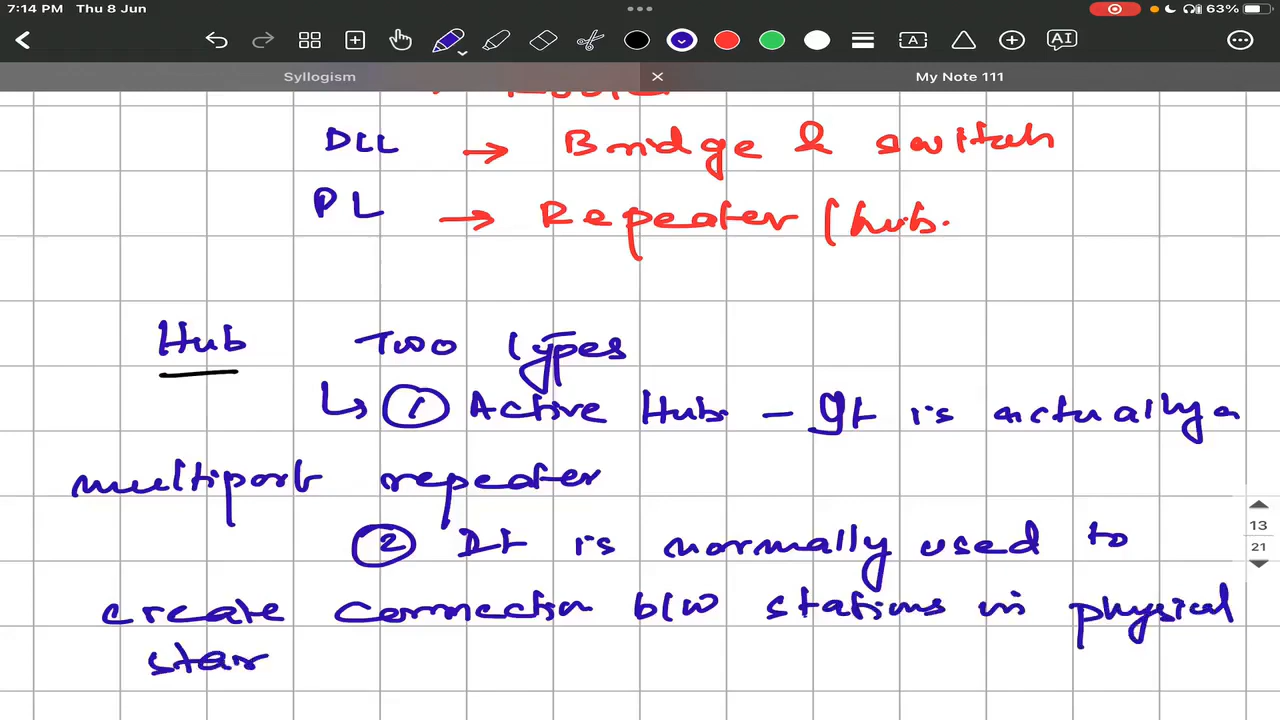 7:14 PM Thu 8 Jun 63%
A AI
Syllogism My Note 111
DLL → Bridge & switch
PL → Repeater (hub.
Hub Two types
↳ ① Active Hub – It is actually a
multiport repeater
13
② It is normally used to
21
create connection b/w stations in physical
star